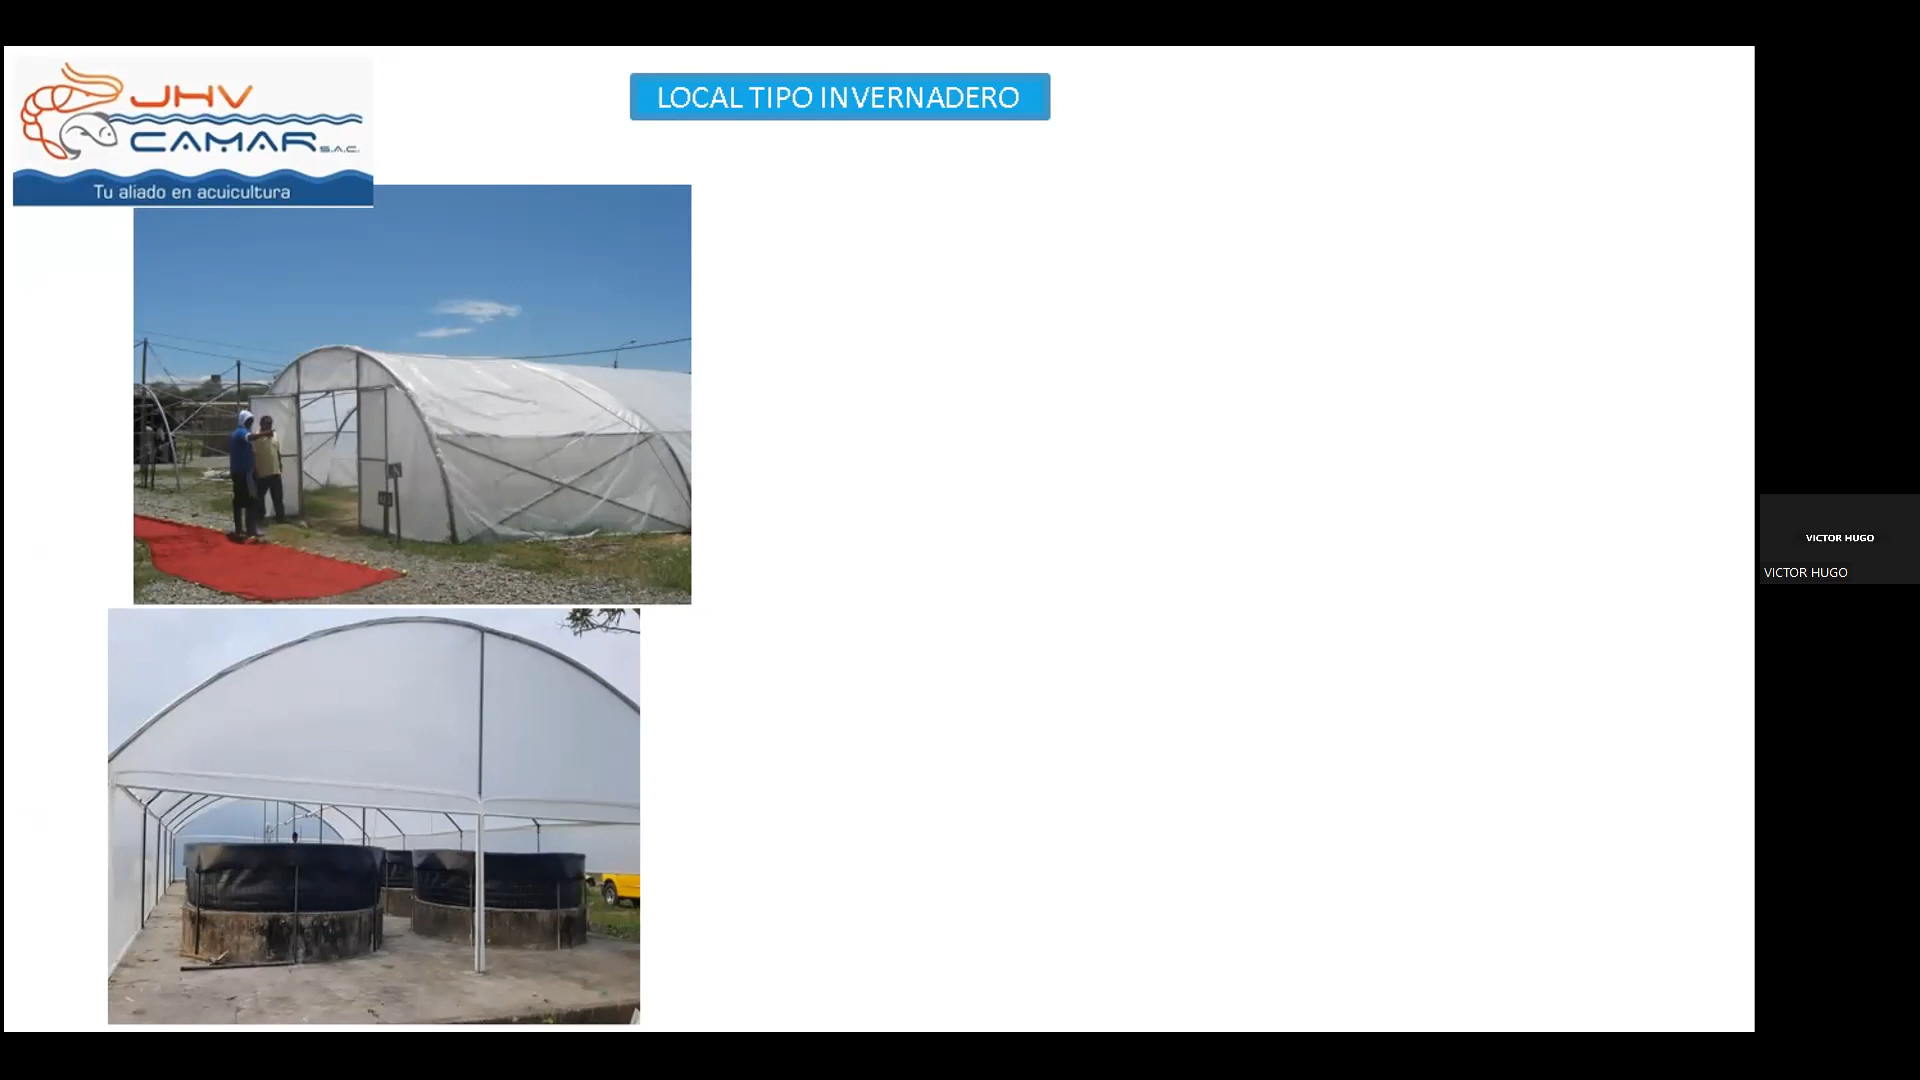 JHV
CAMAR S.A.C.
Tu aliado en acuicultura
LOCAL TIPO INVERNADERO
VICTOR HUGO
VICTOR HUGO